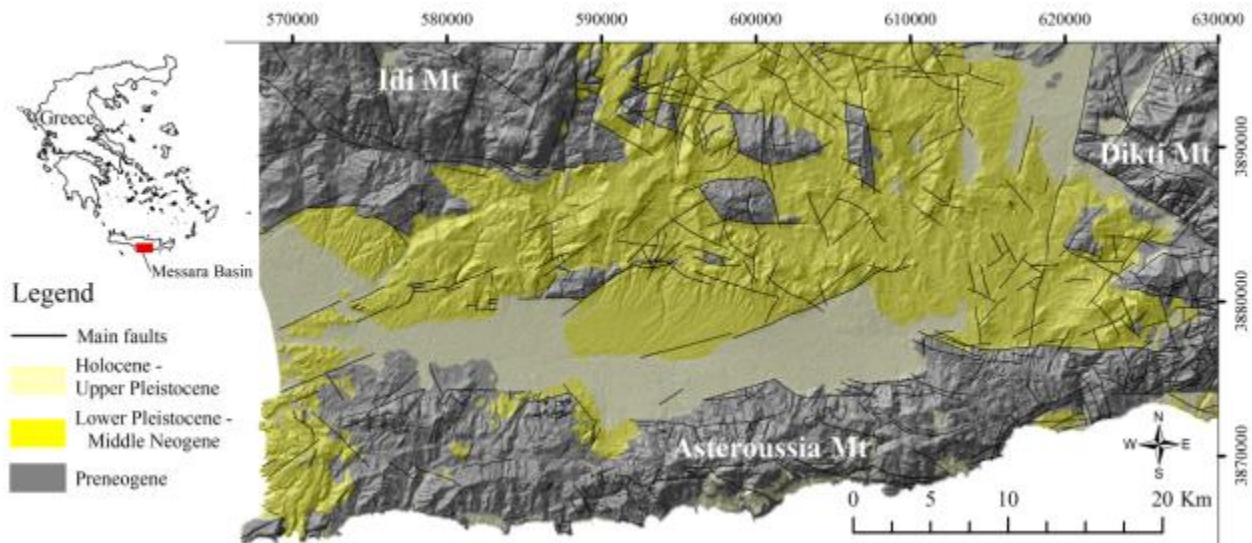 570000 580000 590000 600000 610000 620000 630000
Idi Mt
Greece
Dikti Mt
3890000
Messara Basin
Legend
3880000
Main faults
Holocene -
Upper Pleistocene
Lower Pleistocene -
Middle Neogene
Asteroussia Mt
N
W E
S
3870000
Preneogene
0 5 10 20 Km